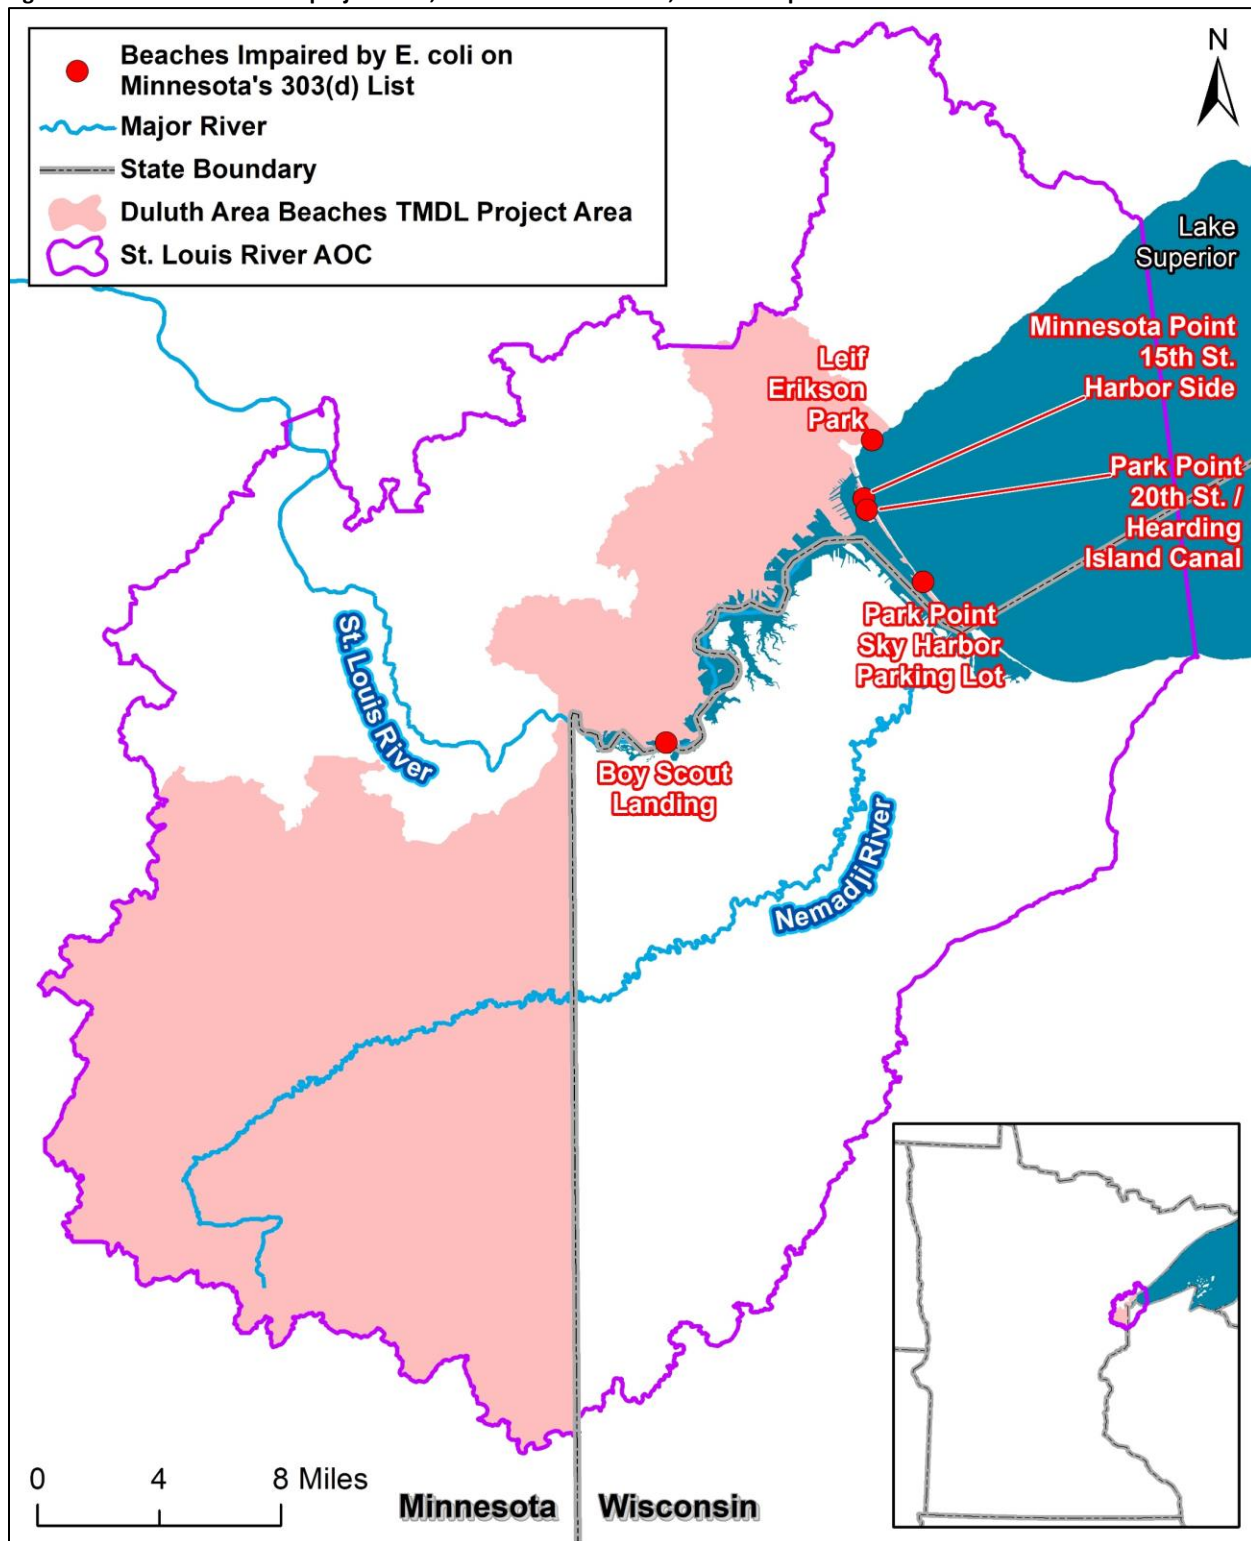 Beaches Impaired by E. coli on
Minnesota's 303(d) List
Major River
State Boundary
Duluth Area Beaches TMDL Project Area
St. Louis River AOC
N
Lake
Superior
Minnesota Point
15th St.
Harbor Side
Leif
Erikson
Park
Park Point
20th St. /
Hearding
Island Canal
Park Point
Sky Harbor
Parking Lot
St. Louis River
Boy Scout
Landing
Nemadji River
0 4 8 Miles
Minnesota Wisconsin